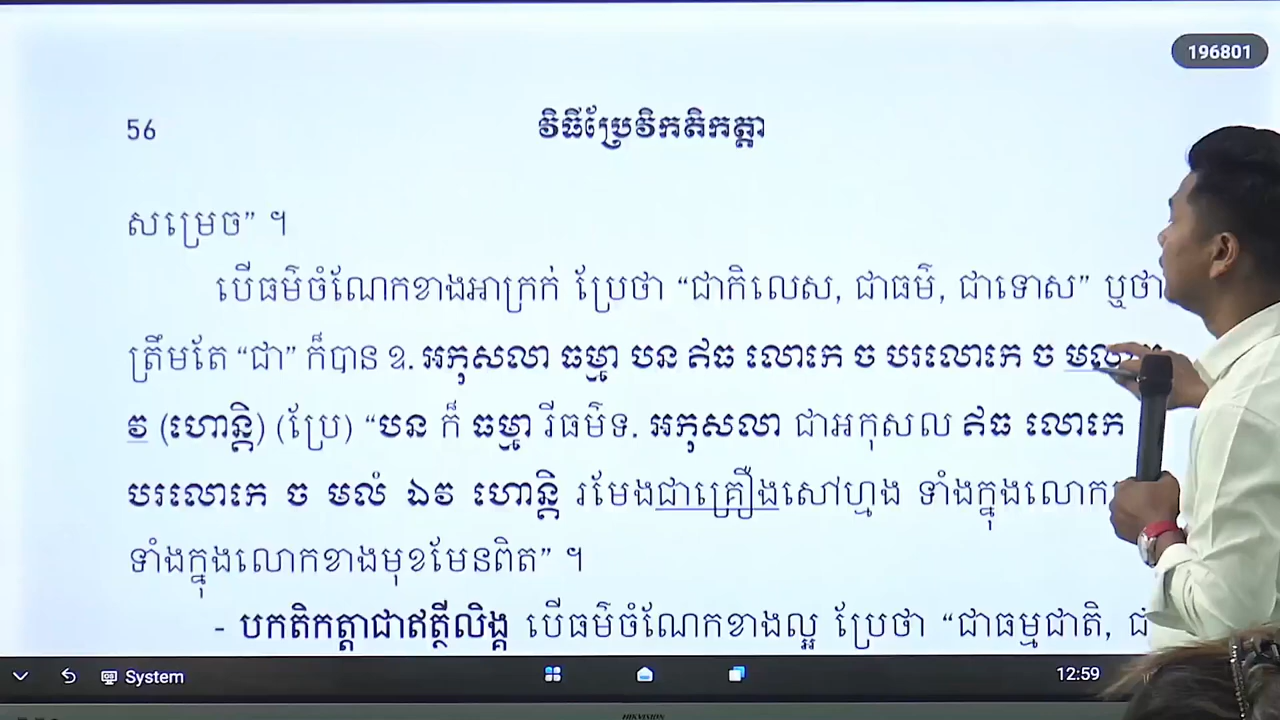 196801
56 វិធីប្រែវិកតិកត្តា
សម្រេច” ។
បើធម៌ចំណែកខាងអាក្រក់ ប្រែថា “ជាកិលេស, ជាធម៌, ជាទោស” ឬថា
ត្រឹមតែ “ជា” ក៏បាន ឧ. អកុសលា ធម្មា បន ឥធ លោកេ ច បរលោកេ ច
វ (ហោន្តិ) (ប្រែ) “បន ក៏ ធម្មា រីធម៌ទ. អកុសលា ជាអកុសល ឥធ លោកេ
បរលោកេ ច មលំ ឯវ ហោន្តិ រមែងជាគ្រឿងសៅហ្មង ទាំងក្នុងលោក
ទាំងក្នុងលោកខាងមុខមែនពិត” ។
- បកតិកត្តាជាឥត្ថីលិង្គ បើធម៌ចំណែកខាងល្អ ប្រែថា “ជាធម្មជាតិ,
System 12:59
HIKVISION